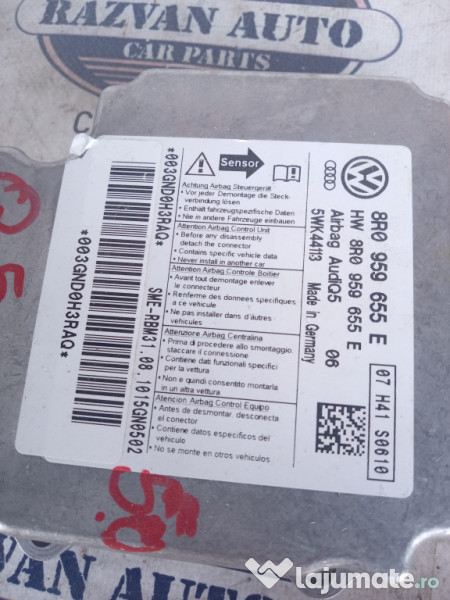 RAZVAN AUTO
CAR PARTS
Sensor
Achtung Airbag Steuergerät
• Vor jeder Demontage die Steck-
verbindung lösen
• Enthält fahrzeugspezifische Daten
• Nie in andere Fahrzeuge einbauen
Attention Airbag Control Unit
• Before any disassembly
detach the connector
• Contains specific vehicle data
• Never install in another car
Attention Airbag Controle Boitier
• Avant tout demontage enlever
le connecteur
• Renferme des données specifiques
a ce véhicule
• Ne pas installer dans d'autres
véhicules
Attenzione Airbag Centralina
• Prima di procedere allo smontaggio
staccare il connessione
• Contiene dati funzionali specifici
per la vettura
• Non e quindi consentito montarla
in un altra vettura
Atencion Airbag Control Equipo
• Antes de desmontar, desconecta
el conector
• Contiene datos especificos del
vehiculo
• No se monte en otros vehiculos
8R0 959 655 E
HW 8R0 959 655 E
Airbag AudiQ5 06
5WK44113 Made in Germany
07 H41 S0610
*003GND0H3RAQ*
*003GND0H3RAQ*
SME-RBM31.08.1015GN0502
5.0
VAN AUTO
Lajumate.ro